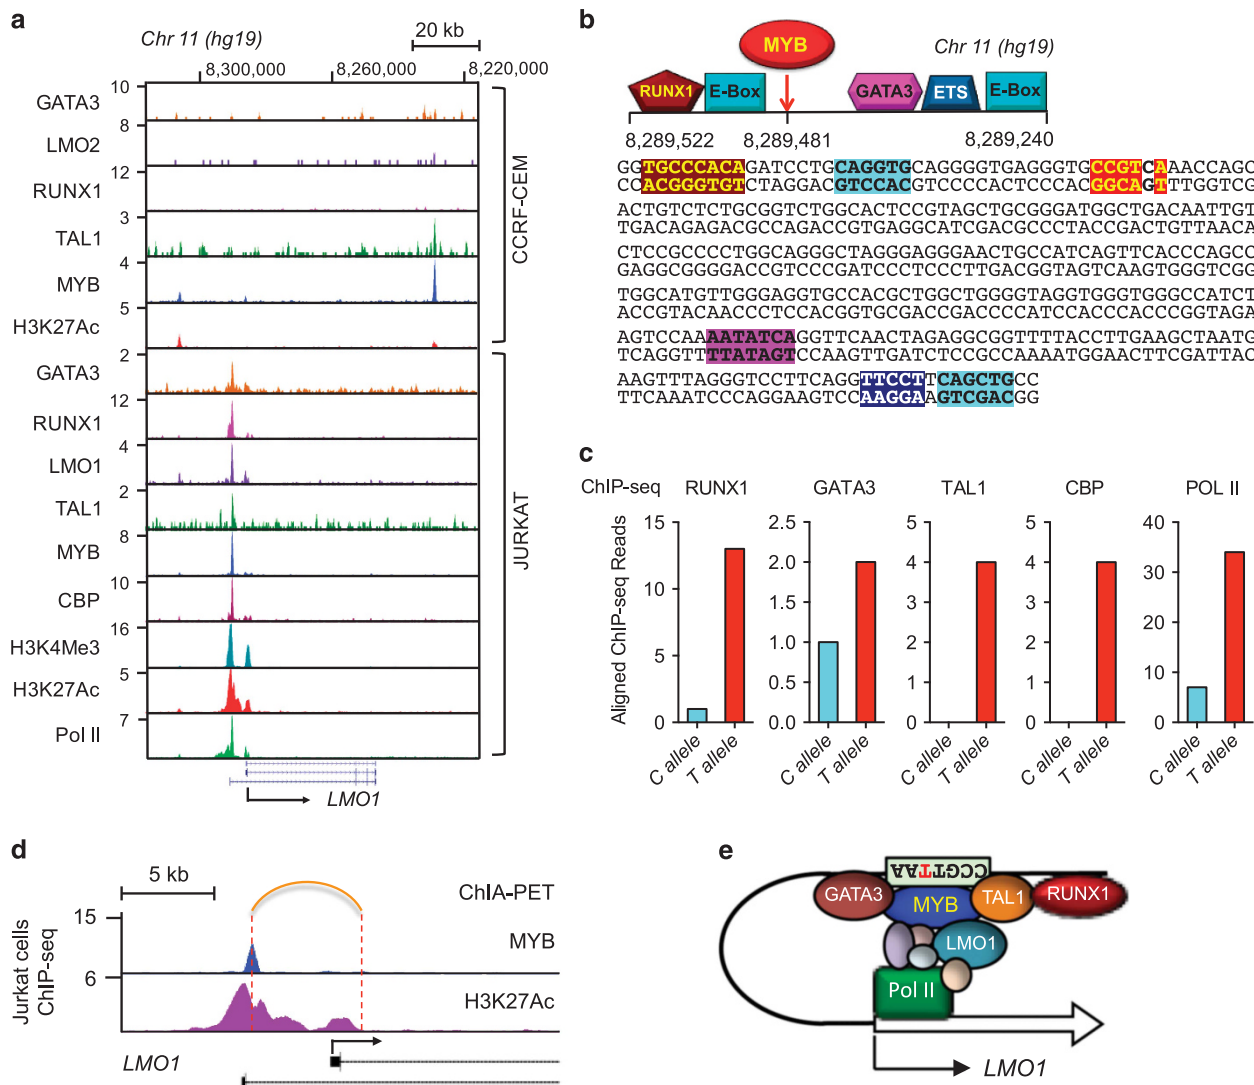 a
Chr 11 (hg19)
20 kb
8,300,000
8,260,000
8,220,000
10
GATA3
8
LMO2
12
RUNX1
3
TAL1
4
MYB
5
H3K27Ac
CCRF-CEM
2
GATA3
12
RUNX1
4
LMO1
2
TAL1
8
MYB
10
CBP
16
H3K4Me3
5
H3K27Ac
7
Pol II
JURKAT
LMO1
b
MYB
Chr 11 (hg19)
RUNX1
E-Box
GATA3
ETS
E-Box
8,289,522
8,289,481
8,289,240
GGTGCCCACAGATCCTGCAGGTGCAGGGGTGAGGGTGCCGTCAAACCAGC
CCACGGGTGTCTAGGACGTCCACGTCCCCACTCCCACGGCAGTTTGGTCG
ACTGTCTCTGCGGTCTGGCACTCCGTAGCTGCGGGATGGCTGACAATTGT
TGACAGAGACGCCAGACCGTGAGGCATCGACGCCCTACCGACTGTTAACA
CTCCGCCCCTGGCAGGGCTAGGGAGGGAACTGCCATCAGTTCACCCAGCC
GAGGCGGGGACCGTCCCGATCCCTCCCTTGACGGTAGTCAAGTGGGTCGG
TGGCATGTTGGGAGGTGCCACGCTGGCTGGGGTAGGTGGGTGGGCCATCT
ACCGTACAACCCTCCACGGTGCGACCGACCCCATCCACCCACCCGGTAGA
AGTCCAAAATATCAGGTTCAACTAGAGGCGGTTTTACCTTGAAGCTAATG
TCAGGTTTTATAGTCCAAGTTGATCTCCGCCAAAATGGAACTTCGATTAC
AAGTTTAGGGTCCTTCAGGTTCCTTCAGCTGCC
TTCAAATCCCAGGAAGTCCAAGGAAGTCGACGG
c
ChIP-seq
RUNX1
GATA3
TAL1
CBP
POL II
Aligned ChIP-seq Reads
15
10
5
0
2.5
2.0
1.5
1.0
0.5
0.0
5
4
3
2
1
0
5
4
3
2
1
0
40
30
20
10
0
C allele
T allele
C allele
T allele
C allele
T allele
C allele
T allele
C allele
T allele
d
5 kb
ChIA-PET
Jurkat cells
ChIP-seq
15
MYB
6
H3K27Ac
LMO1
e
CCGTTAA
GATA3
MYB
TAL1
RUNX1
LMO1
Pol II
LMO1